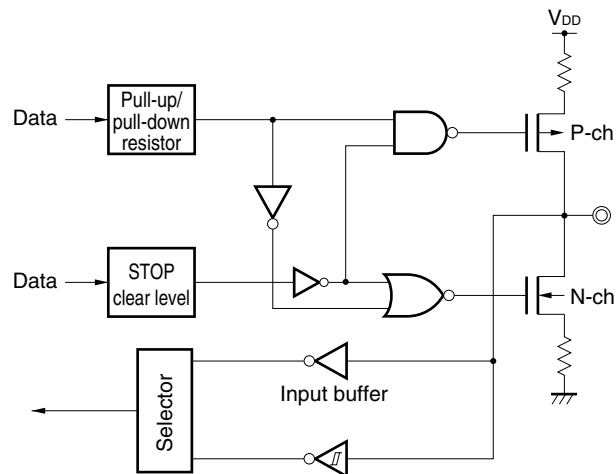 VDD
Data
Pull-up/
pull-down
resistor
P-ch
Data
STOP
clear level
N-ch
Input buffer
Selector